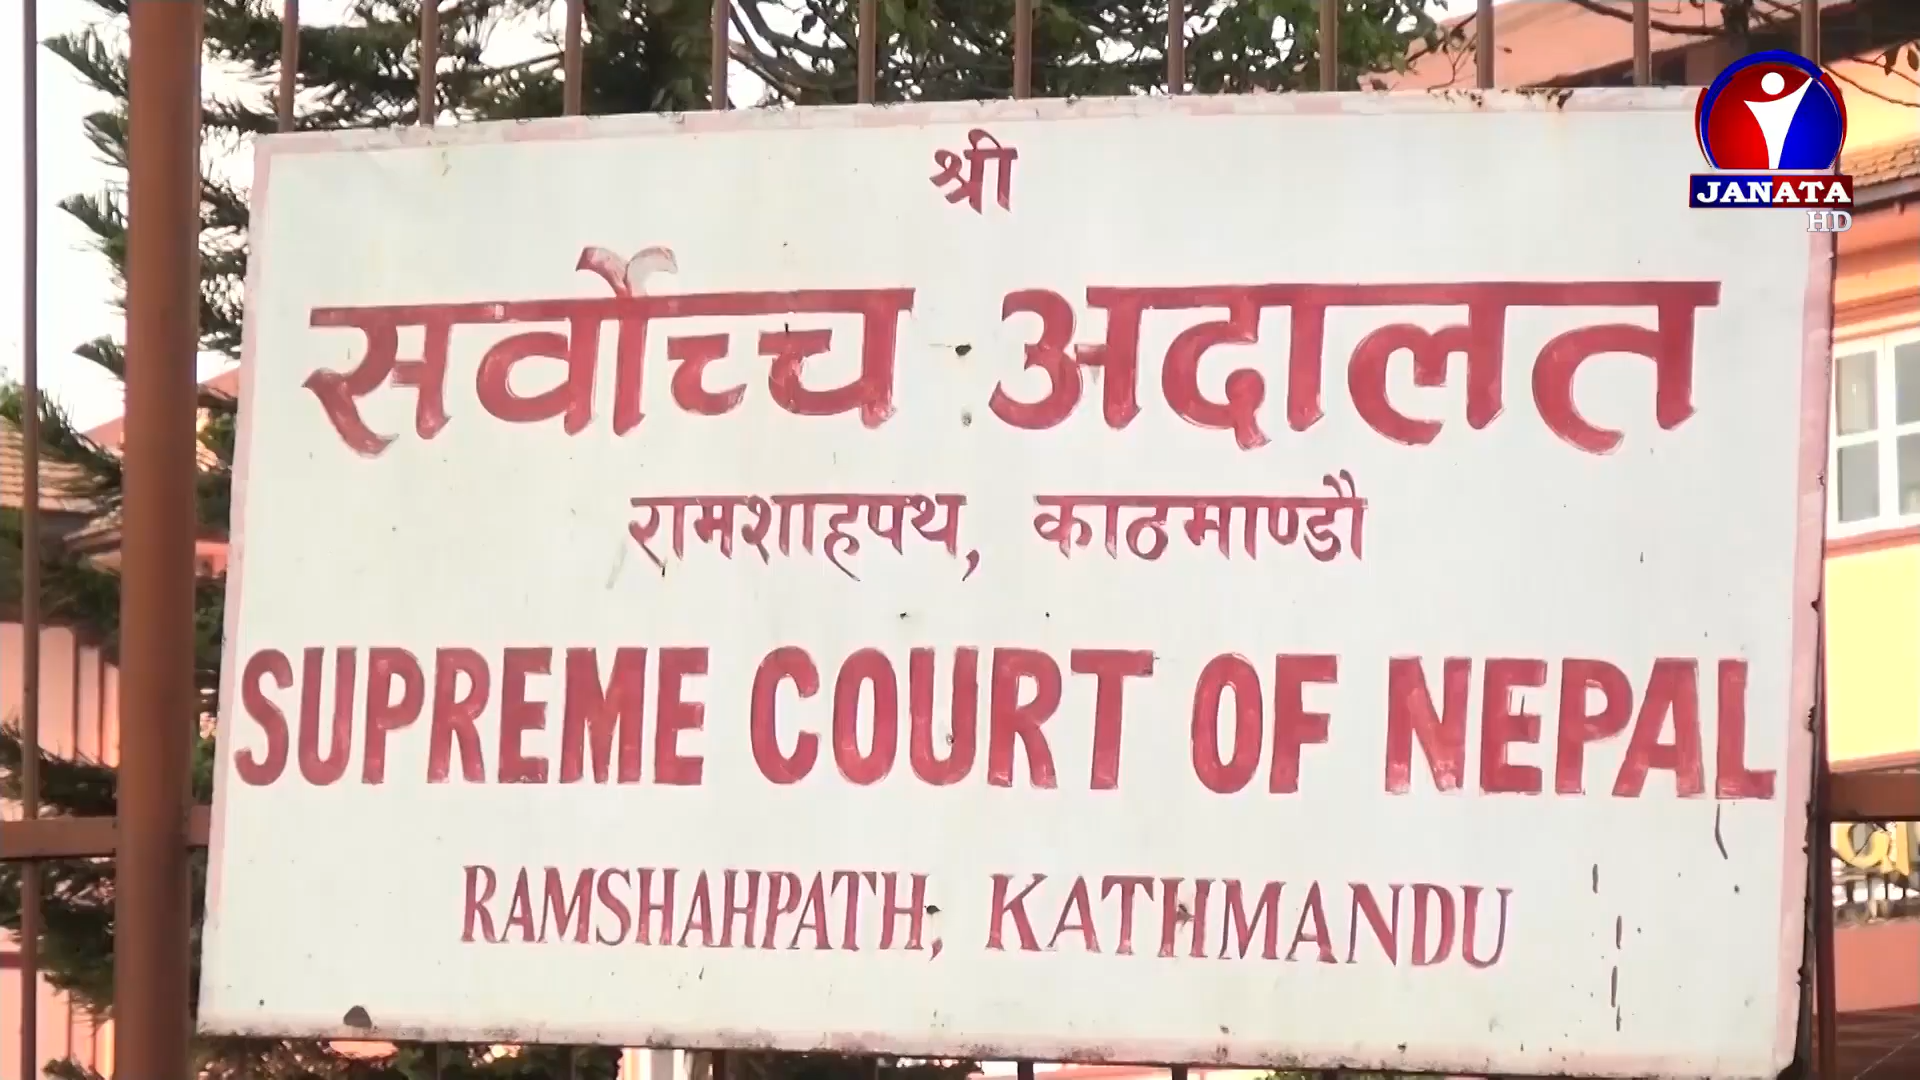 श्री
सर्वोच्च अदालत
रामशाहपथ, काठमाण्डौ
SUPREME COURT OF NEPAL
RAMSHAHPATH, KATHMANDU
JANATA
HD